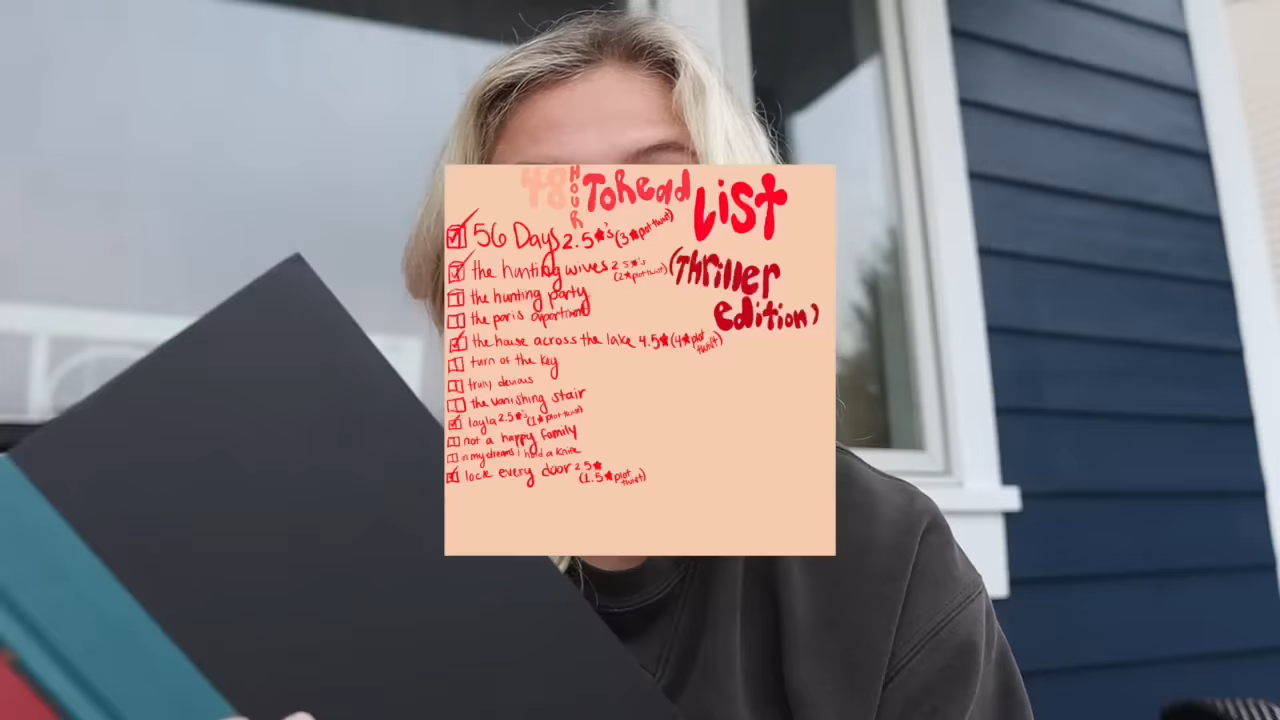 48 HOUR To head List
(Thriller edition)
56 Days 2.5★'s (3★plot twist)
the hunting wives 2.5★'s (2★plot twist)
the hunting party
the paris apartment
the house across the lake 4.5★ (4★ plot twist)
turn of the key
truly devious
the vanishing stair
layla 2.5★'s (1★plot twist)
not a happy family
in my dreams i hold a knife
lock every door 2.5★ (1.5★ plot twist)